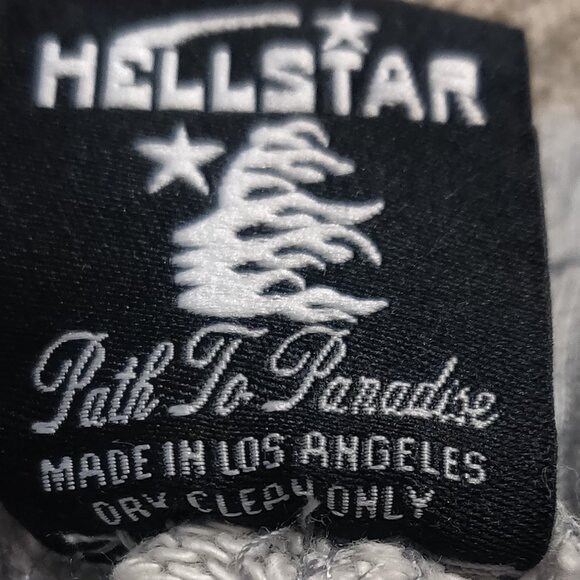 HELLSTAR
Path To Paradise
MADE IN LOS ANGELES
DRY CLEAN ONLY